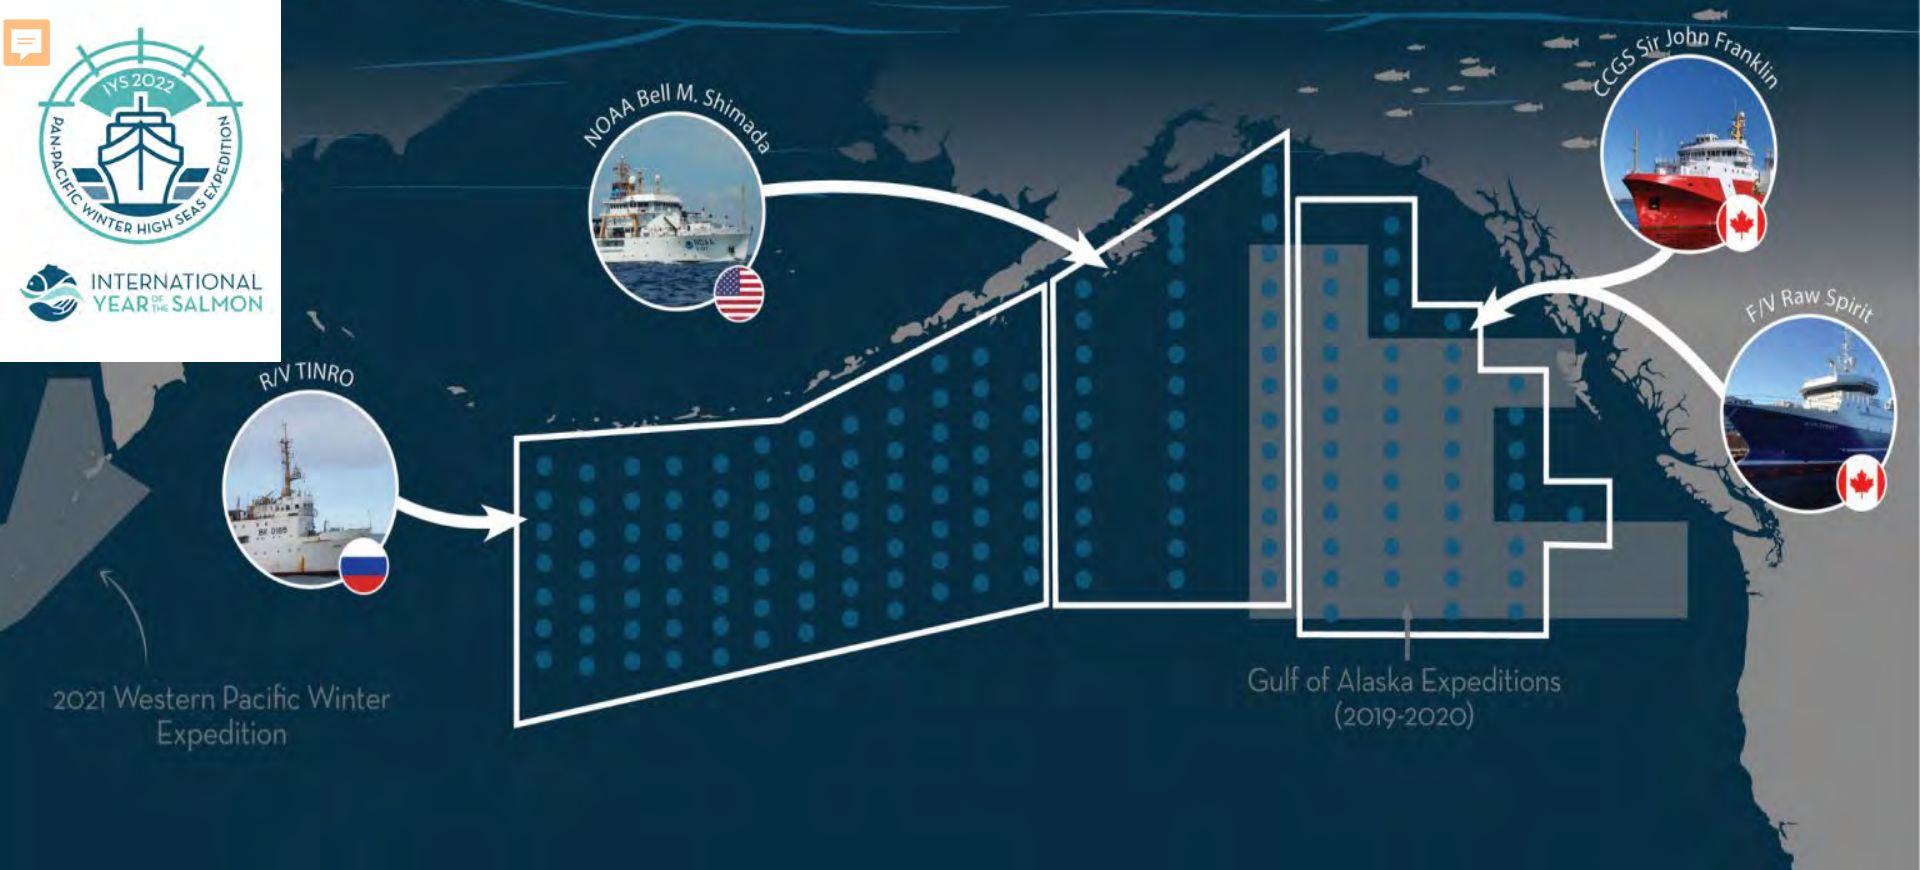 IYS 2022
PAN-PACIFIC WINTER HIGH SEAS EXPEDITION
INTERNATIONAL
YEAR OF THE SALMON
NOAA Bell M. Shimada
CCGS Sir John Franklin
F/V Raw Spirit
R/V TINRO
2021 Western Pacific Winter
Expedition
Gulf of Alaska Expeditions
(2019-2020)